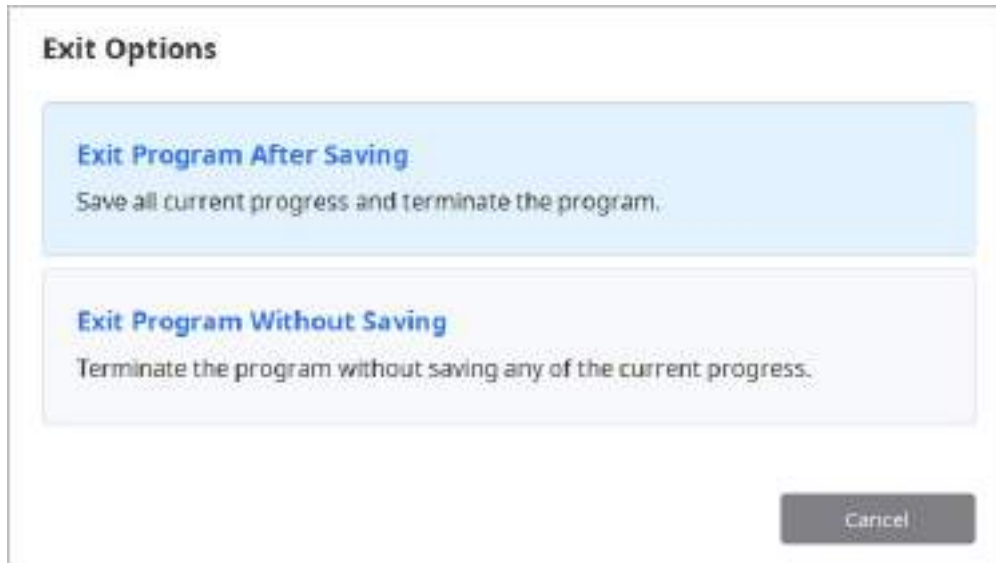 Exit Options
Exit Program After Saving
Save all current progress and terminate the program.
Exit Program Without Saving
Terminate the program without saving any of the current progress.
Cancel